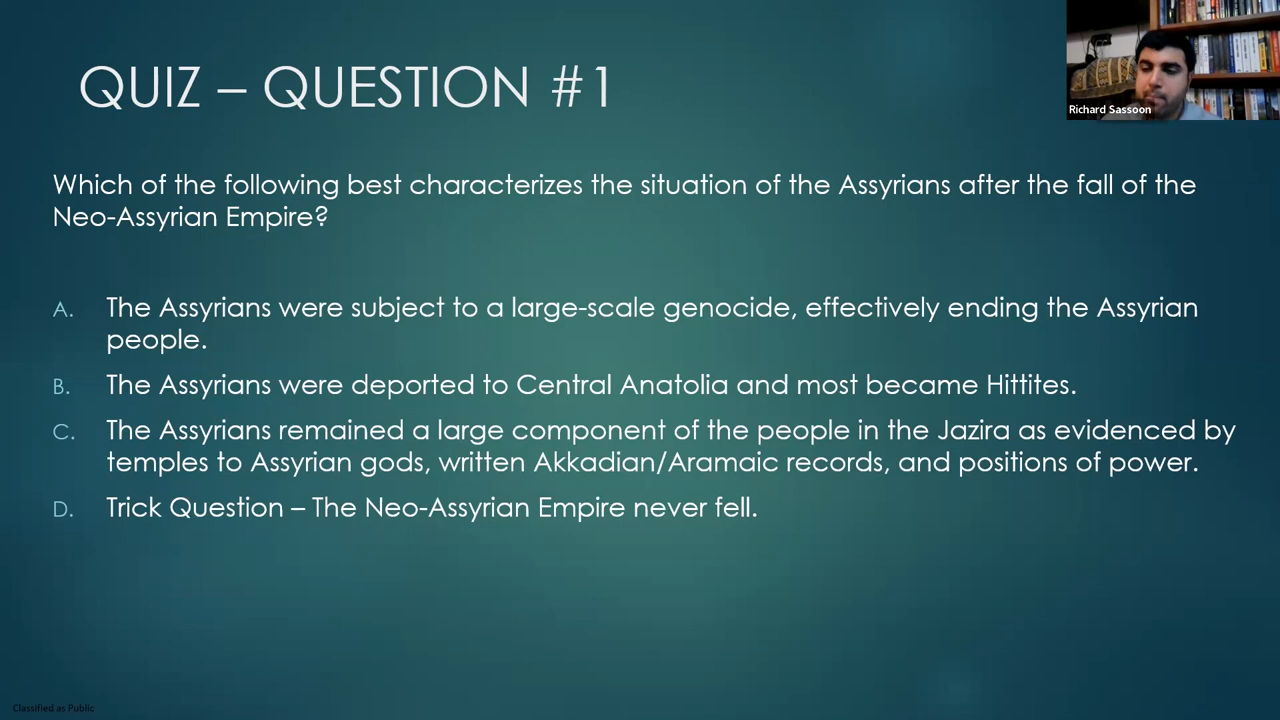 QUIZ – QUESTION #1
Richard Sassoon
Which of the following best characterizes the situation of the Assyrians after the fall of the
Neo-Assyrian Empire?
A. The Assyrians were subject to a large-scale genocide, effectively ending the Assyrian
people.
B. The Assyrians were deported to Central Anatolia and most became Hittites.
C. The Assyrians remained a large component of the people in the Jazira as evidenced by
temples to Assyrian gods, written Akkadian/Aramaic records, and positions of power.
D. Trick Question – The Neo-Assyrian Empire never fell.
Classified as Public